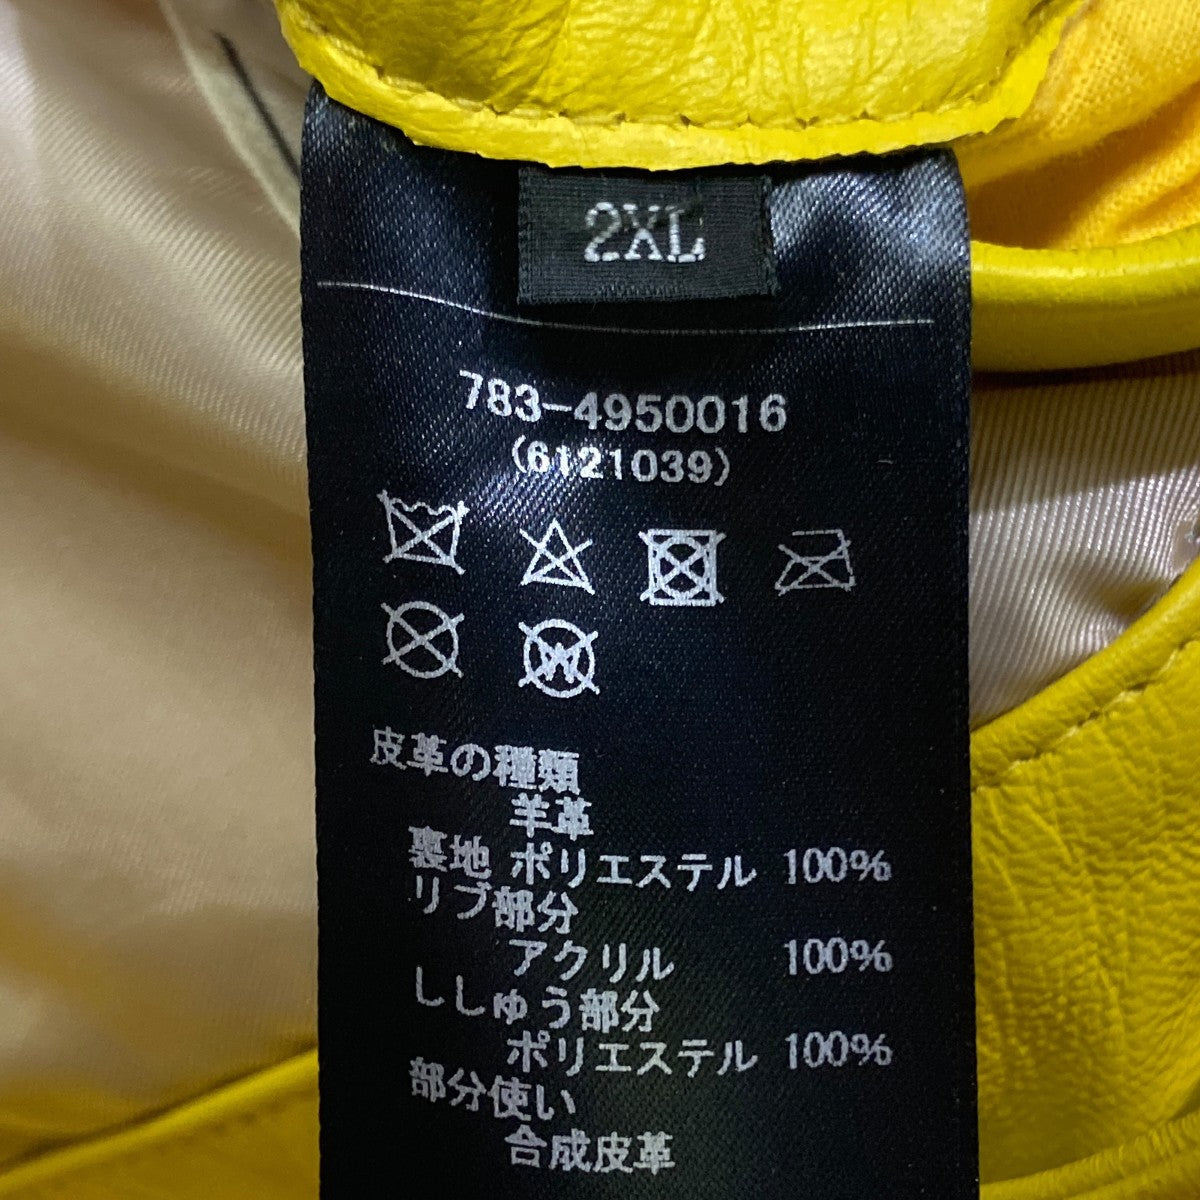 2XL
783-4950016
(6121039)
W
皮革の種類
羊革
裏地 ポリエステル 100%
リブ部分
アクリル 100%
ししゅう部分
ポリエステル 100%
部分使い
合成皮革